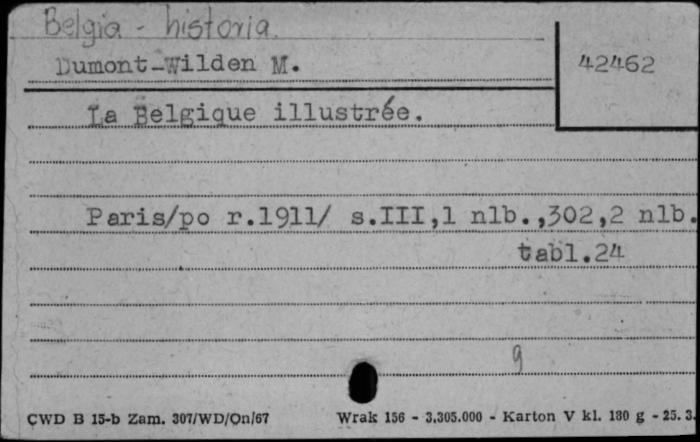 Belgia - historia.
Dumont-Wilden M.
42462
La Belgique illustrée.
Paris/po r.1911/ s.III,1 nlb.,302,2 nlb.
tabl.24
9
CWD B 15-b Zam. 307/WD/On/67 Wrak 156 - 3.305.000 - Karton V kl. 180 g - 25. 3.